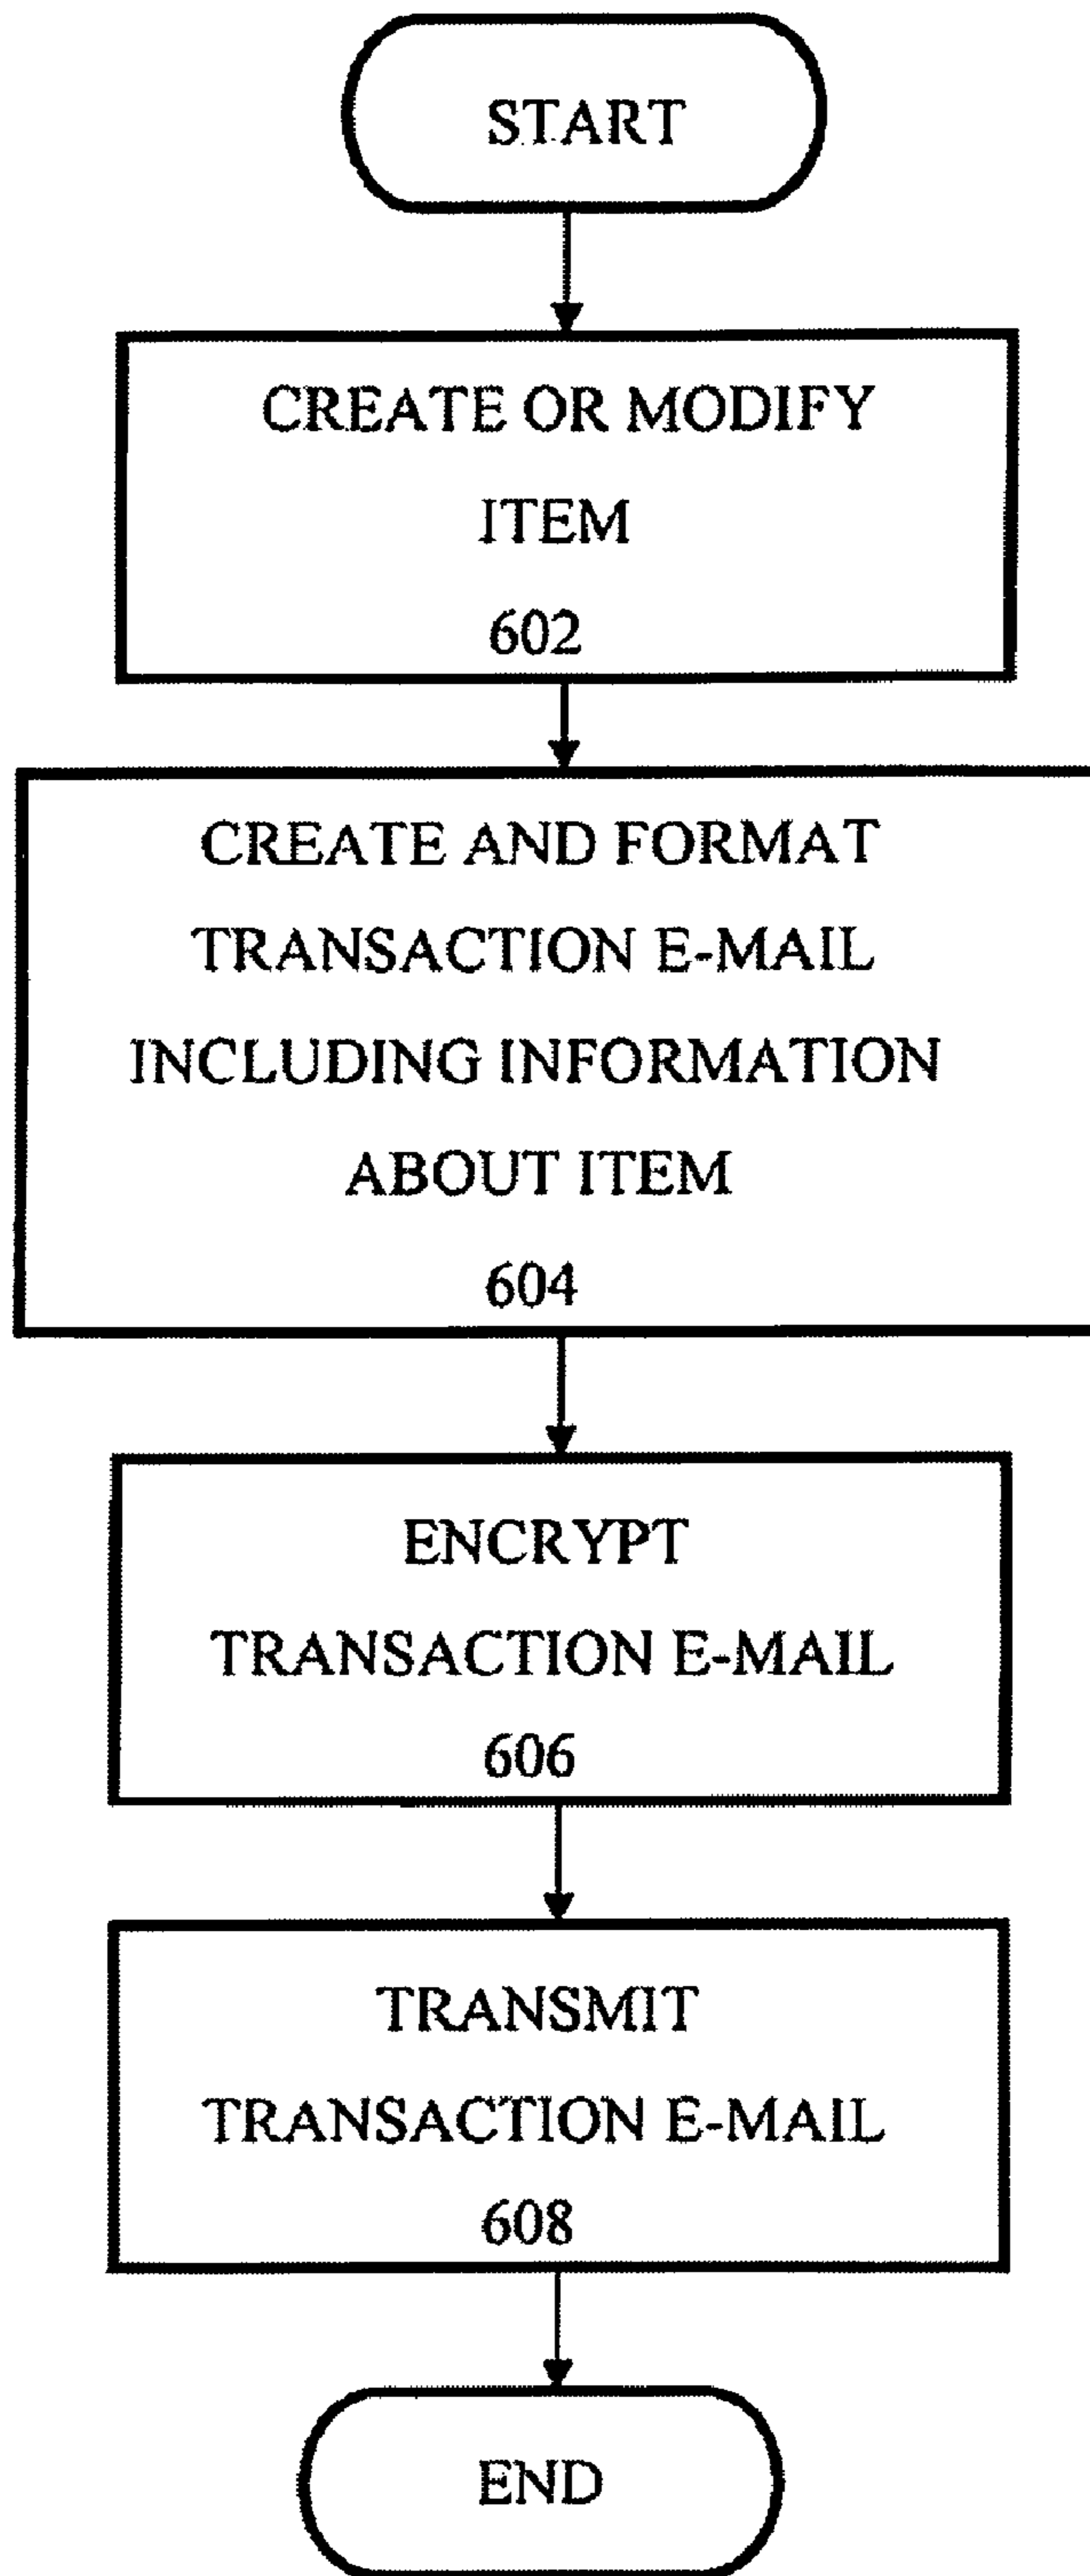 START
CREATE OR MODIFY
ITEM
602
CREATE AND FORMAT
TRANSACTION E-MAIL
INCLUDING INFORMATION
ABOUT ITEM
604
ENCRYPT
TRANSACTION E-MAIL
606
TRANSMIT
TRANSACTION E-MAIL
608
END